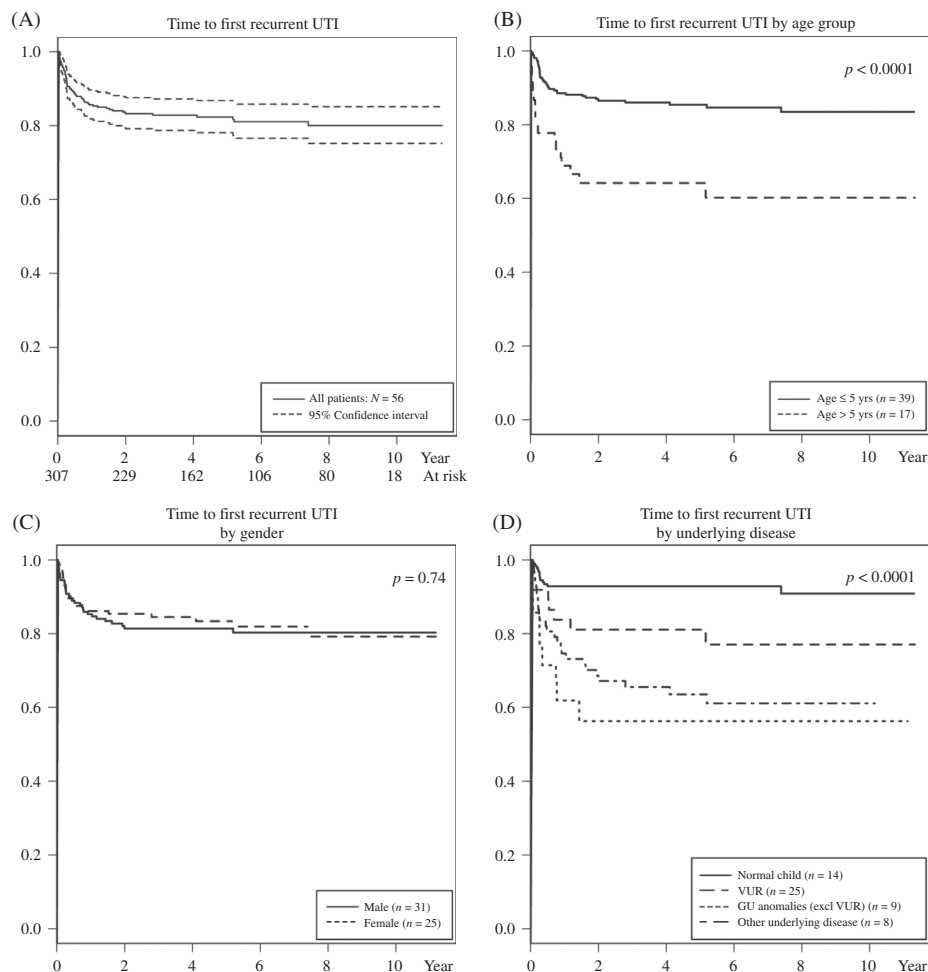 (A)
Time to first recurrent UTI
1.0
0.8
0.6
0.4
0.2
0.0
All patients: N = 56
95% Confidence interval
0 2 4 6 8 10 Year
307 229 162 106 80 18 At risk
(B)
Time to first recurrent UTI by age group
p < 0.0001
1.0
0.8
0.6
0.4
0.2
0.0
Age ≤ 5 yrs (n = 39)
Age > 5 yrs (n = 17)
0 2 4 6 8 10 Year
(C)
Time to first recurrent UTI
by gender
p = 0.74
1.0
0.8
0.6
0.4
0.2
0.0
Male (n = 31)
Female (n = 25)
0 2 4 6 8 10 Year
(D)
Time to first recurrent UTI
by underlying disease
p < 0.0001
1.0
0.8
0.6
0.4
0.2
0.0
Normal child (n = 14)
VUR (n = 25)
GU anomalies (excl VUR) (n = 9)
Other underlying disease (n = 8)
0 2 4 6 8 10 Year